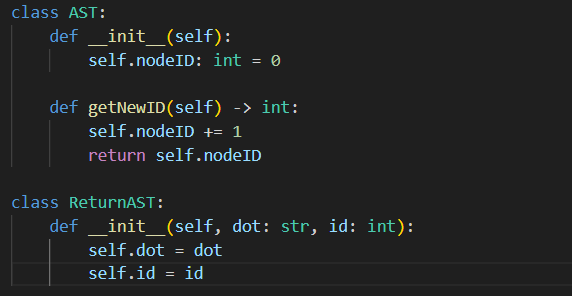 class AST:
    def __init__(self):
        self.nodeID: int = 0
    def getNewID(self) -> int:
        self.nodeID += 1
        return self.nodeID
class ReturnAST:
    def __init__(self, dot: str, id: int):
        self.dot = dot
        self.id = id